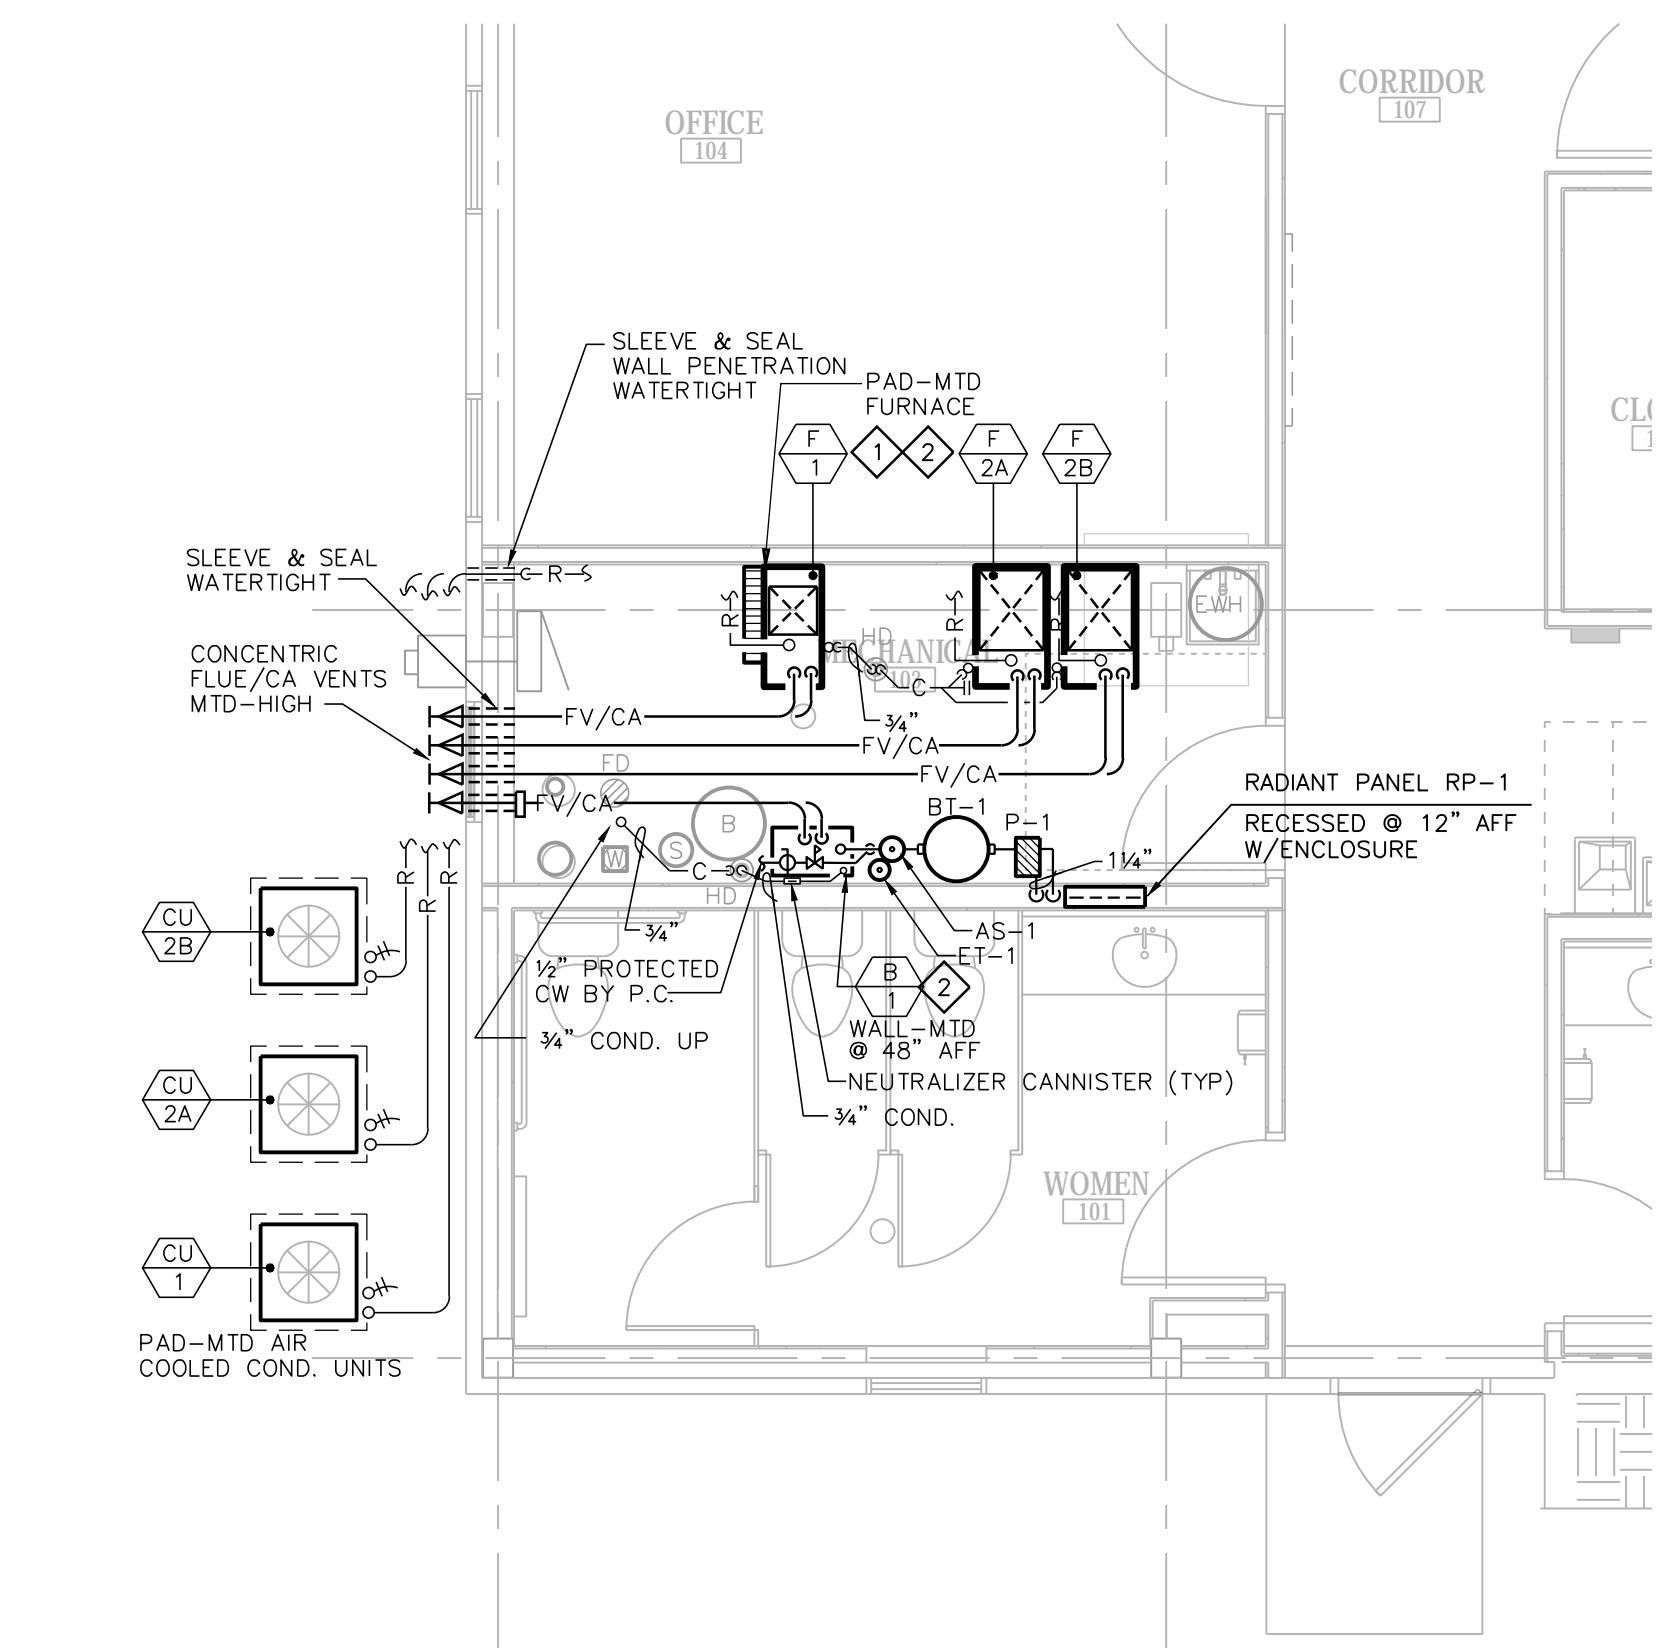 CORRIDOR
107
OFFICE
104
SLEEVE & SEAL
WALL PENETRATION
WATERTIGHT
PAD-MTD
FURNACE
F
1
1
2
F
2A
F
2B
SLEEVE & SEAL
WATERTIGHT
R
R
R
R
EWH
HD
MECHANICAL
103
C
CONCENTRIC
FLUE/CA VENTS
MTD-HIGH
FV/CA
3/4"
FV/CA
FD
FV/CA
RADIANT PANEL RP-1
RECESSED @ 12" AFF
W/ENCLOSURE
FV/CA
BT-1
P-1
B
S
W
C
HD
1 1/4"
R
R
R
CU
2B
3/4"
AS-1
ET-1
1/2" PROTECTED
CW BY P.C.
B
1
2
WALL-MTD
@ 48" AFF
3/4" COND. UP
NEUTRALIZER CANNISTER (TYP)
3/4" COND.
CU
2A
WOMEN
101
CU
1
PAD-MTD AIR
COOLED COND. UNITS